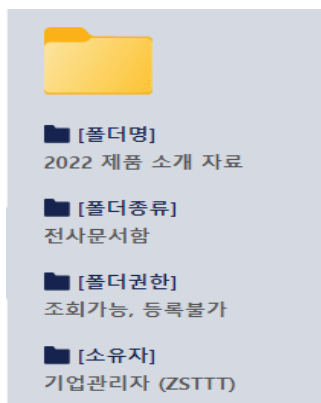 [폴더명]
2022 제품 소개 자료
[폴더종류]
전사문서함
[폴더권한]
조회가능, 등록불가
[소유자]
기업관리자 (ZSTTT)